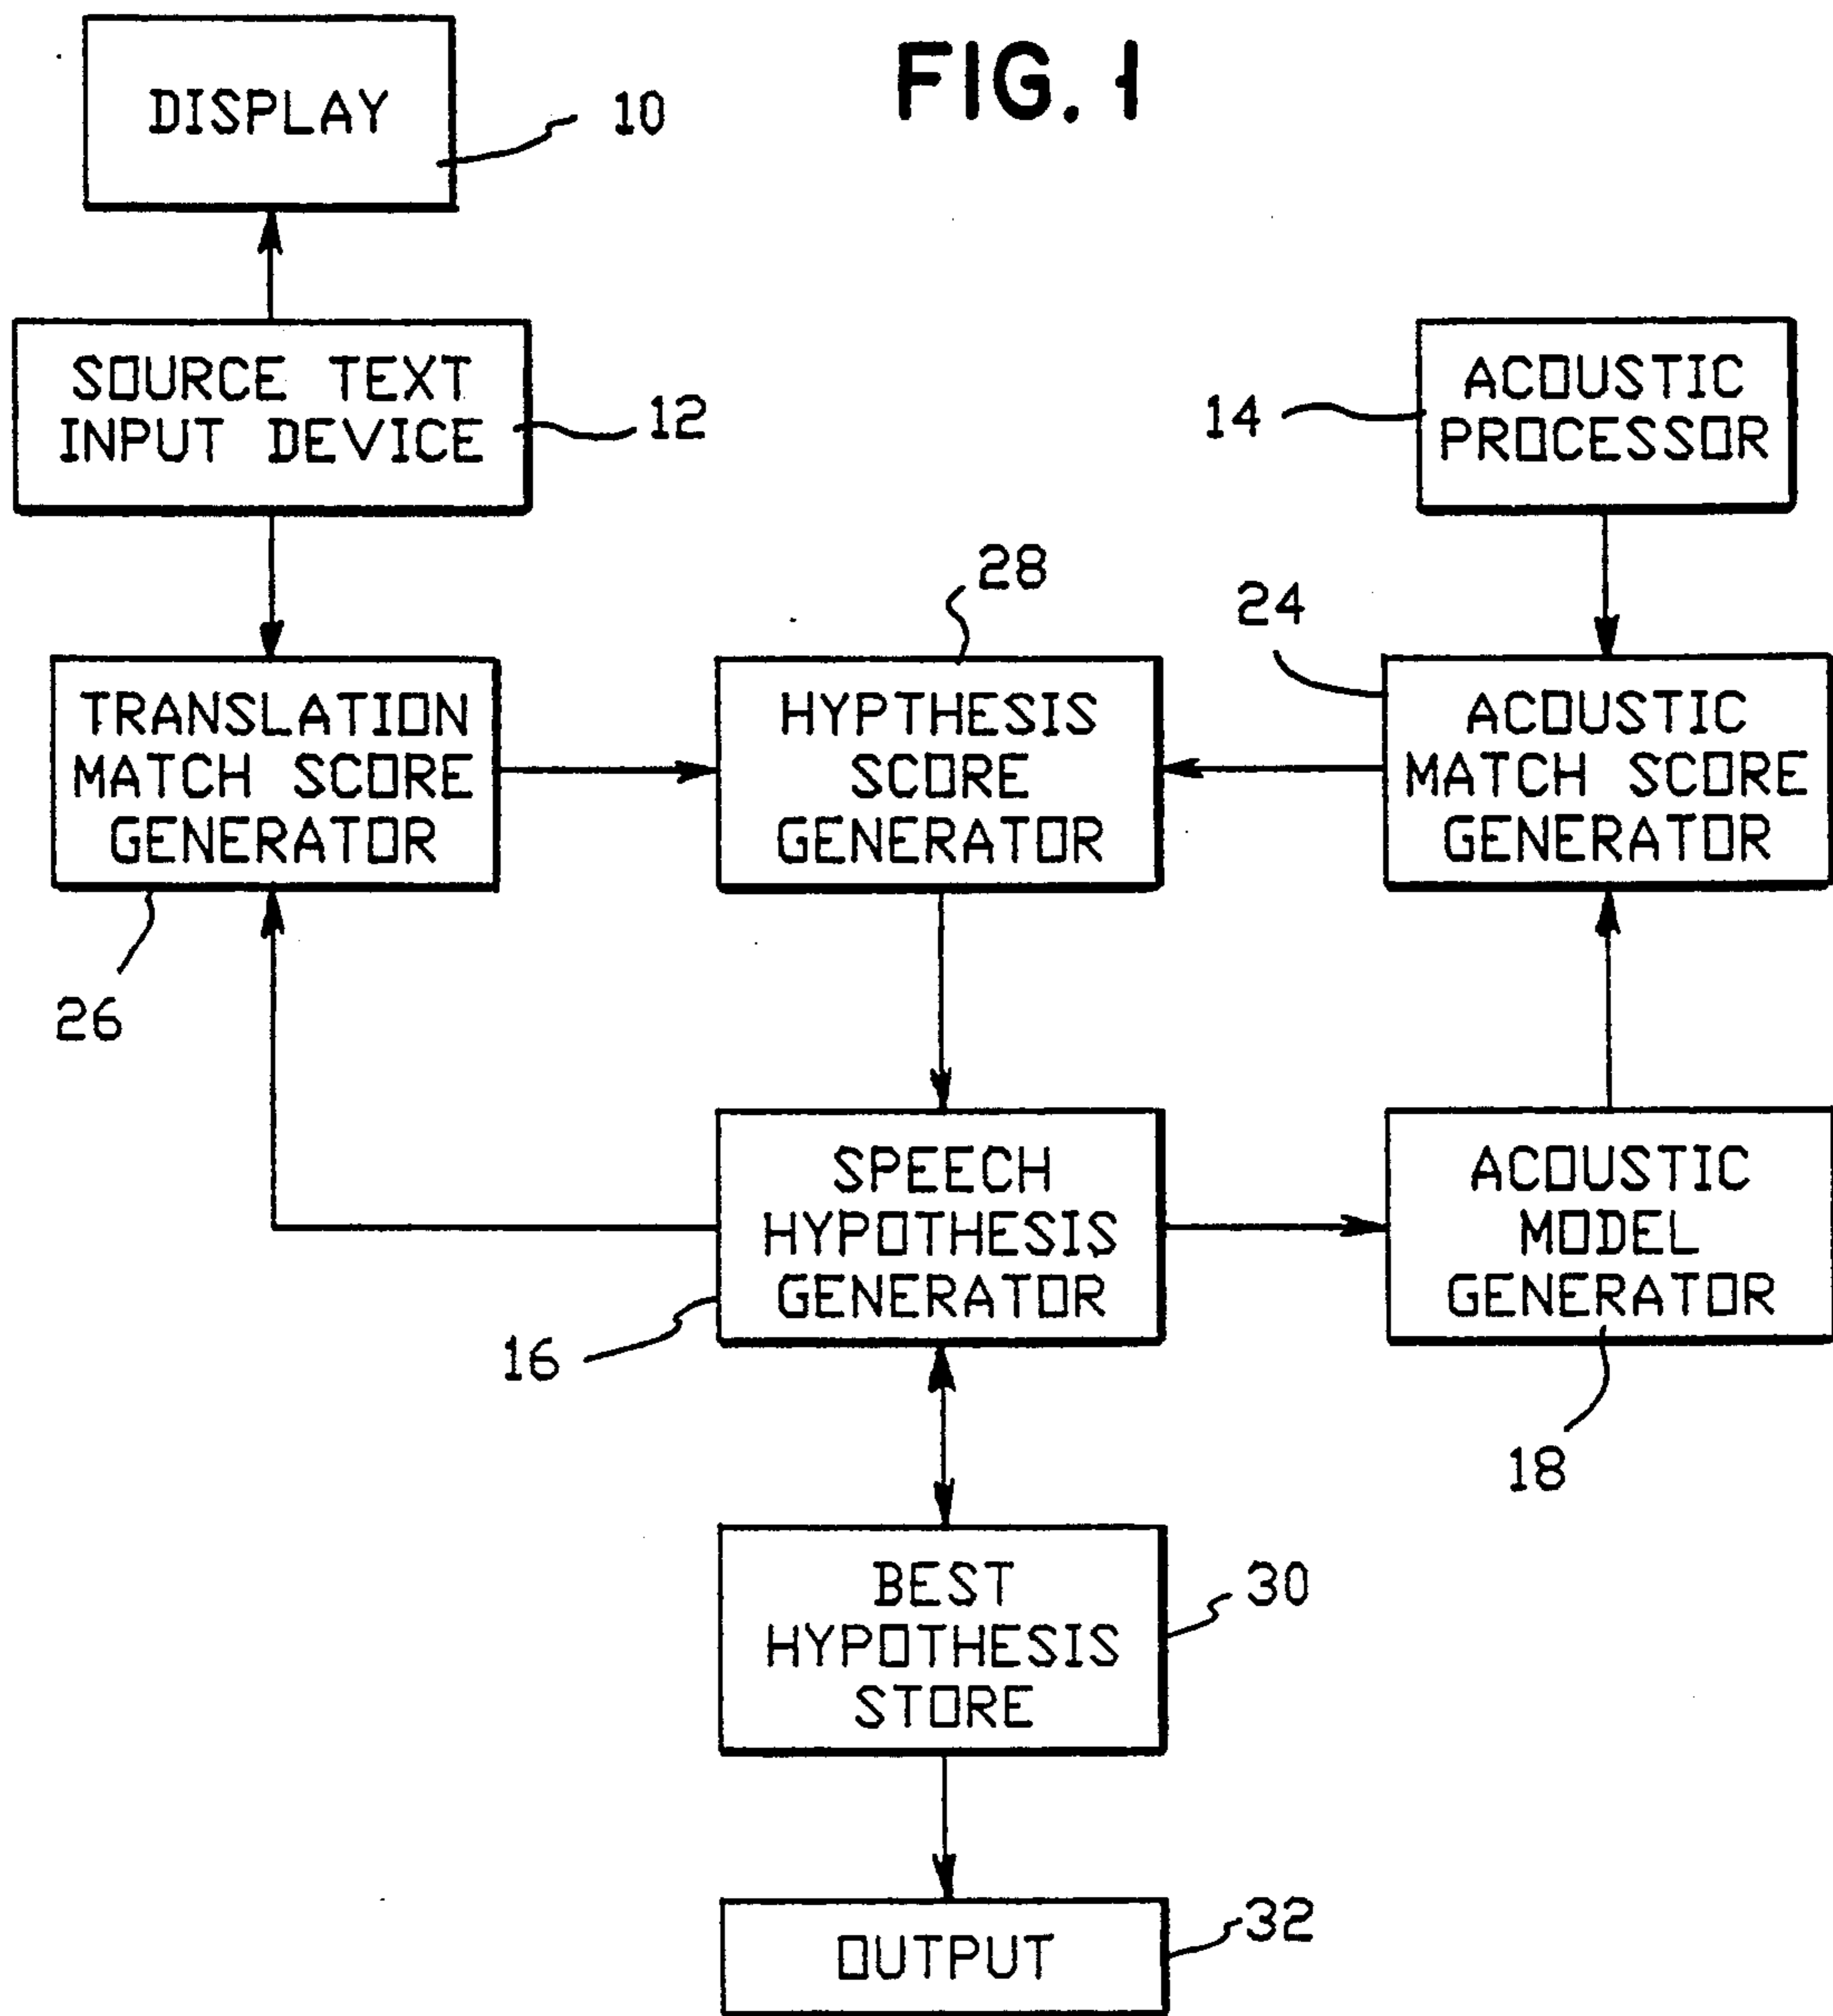 FIG. 1
DISPLAY
10
SOURCE TEXT
INPUT DEVICE
12
14
ACOUSTIC
PROCESSOR
28
24
TRANSLATION
MATCH SCORE
GENERATOR
26
HYPTHESIS
SCORE
GENERATOR
ACOUSTIC
MATCH SCORE
GENERATOR
SPEECH
HYPOTHESIS
GENERATOR
16
ACOUSTIC
MODEL
GENERATOR
18
BEST
HYPOTHESIS
STORE
30
OUTPUT
32